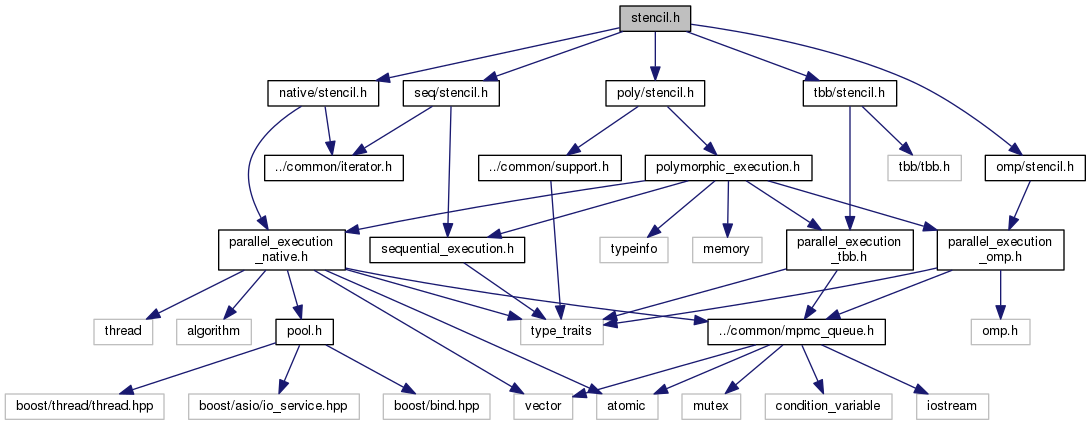 stencil.h
native/stencil.h
seq/stencil.h
poly/stencil.h
tbb/stencil.h
../common/iterator.h
../common/support.h
polymorphic_execution.h
tbb/tbb.h
omp/stencil.h
parallel_execution
_native.h
sequential_execution.h
typeinfo
memory
parallel_execution
_tbb.h
parallel_execution
_omp.h
thread
algorithm
pool.h
type_traits
../common/mpmc_queue.h
omp.h
boost/thread/thread.hpp
boost/asio/io_service.hpp
boost/bind.hpp
vector
atomic
mutex
condition_variable
iostream